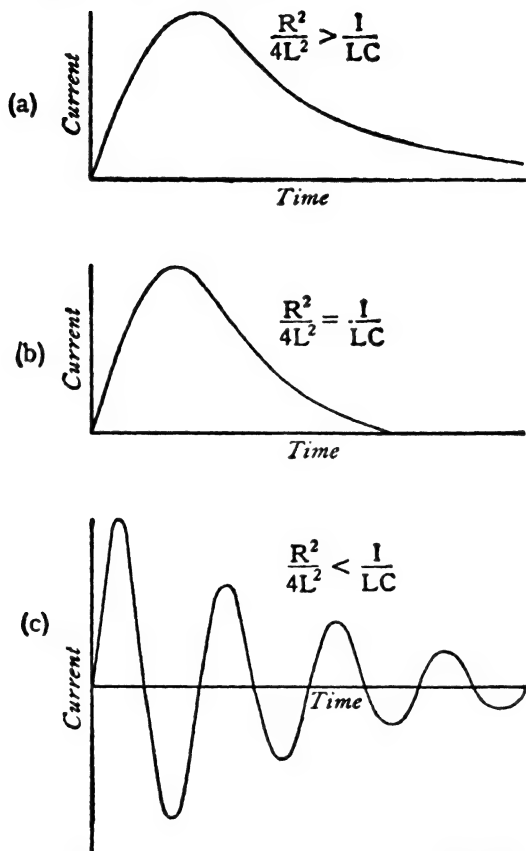 (a)
Current
R²/4L² > 1/LC
Time
(b)
Current
R²/4L² = 1/LC
Time
(c)
Current
R²/4L² < 1/LC
Time